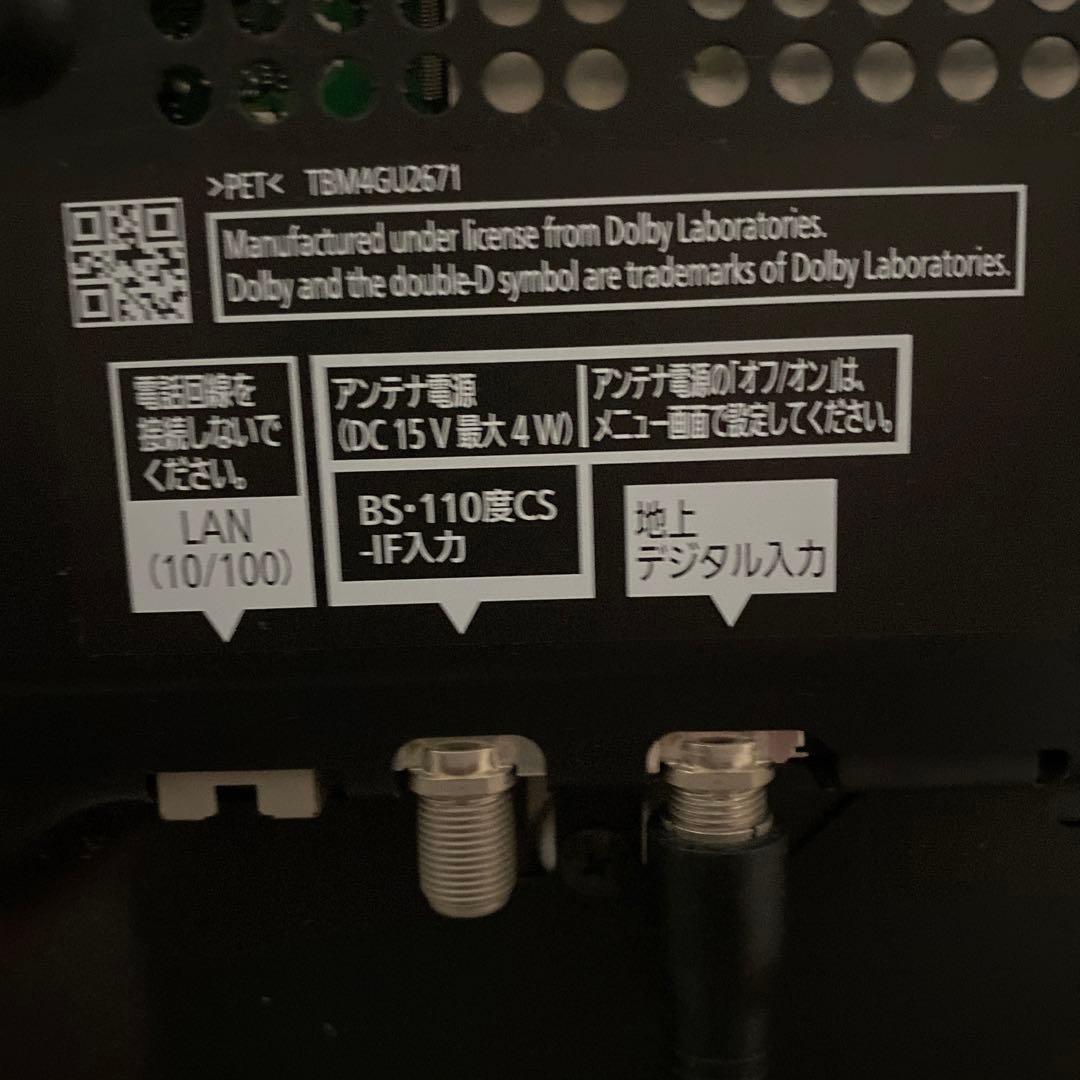 >PET< TBM4GU2671
Manufactured under license from Dolby Laboratories.
Dolby and the double-D symbol are trademarks of Dolby Laboratories.
電話回線を
接続しないで
ください。
LAN
(10/100)
アンテナ電源
(DC 15 V 最大 4 W)
アンテナ電源の「オフ/オン」は、
メニュー画面で設定してください。
BS・110度CS
-IF入力
地上
デジタル入力